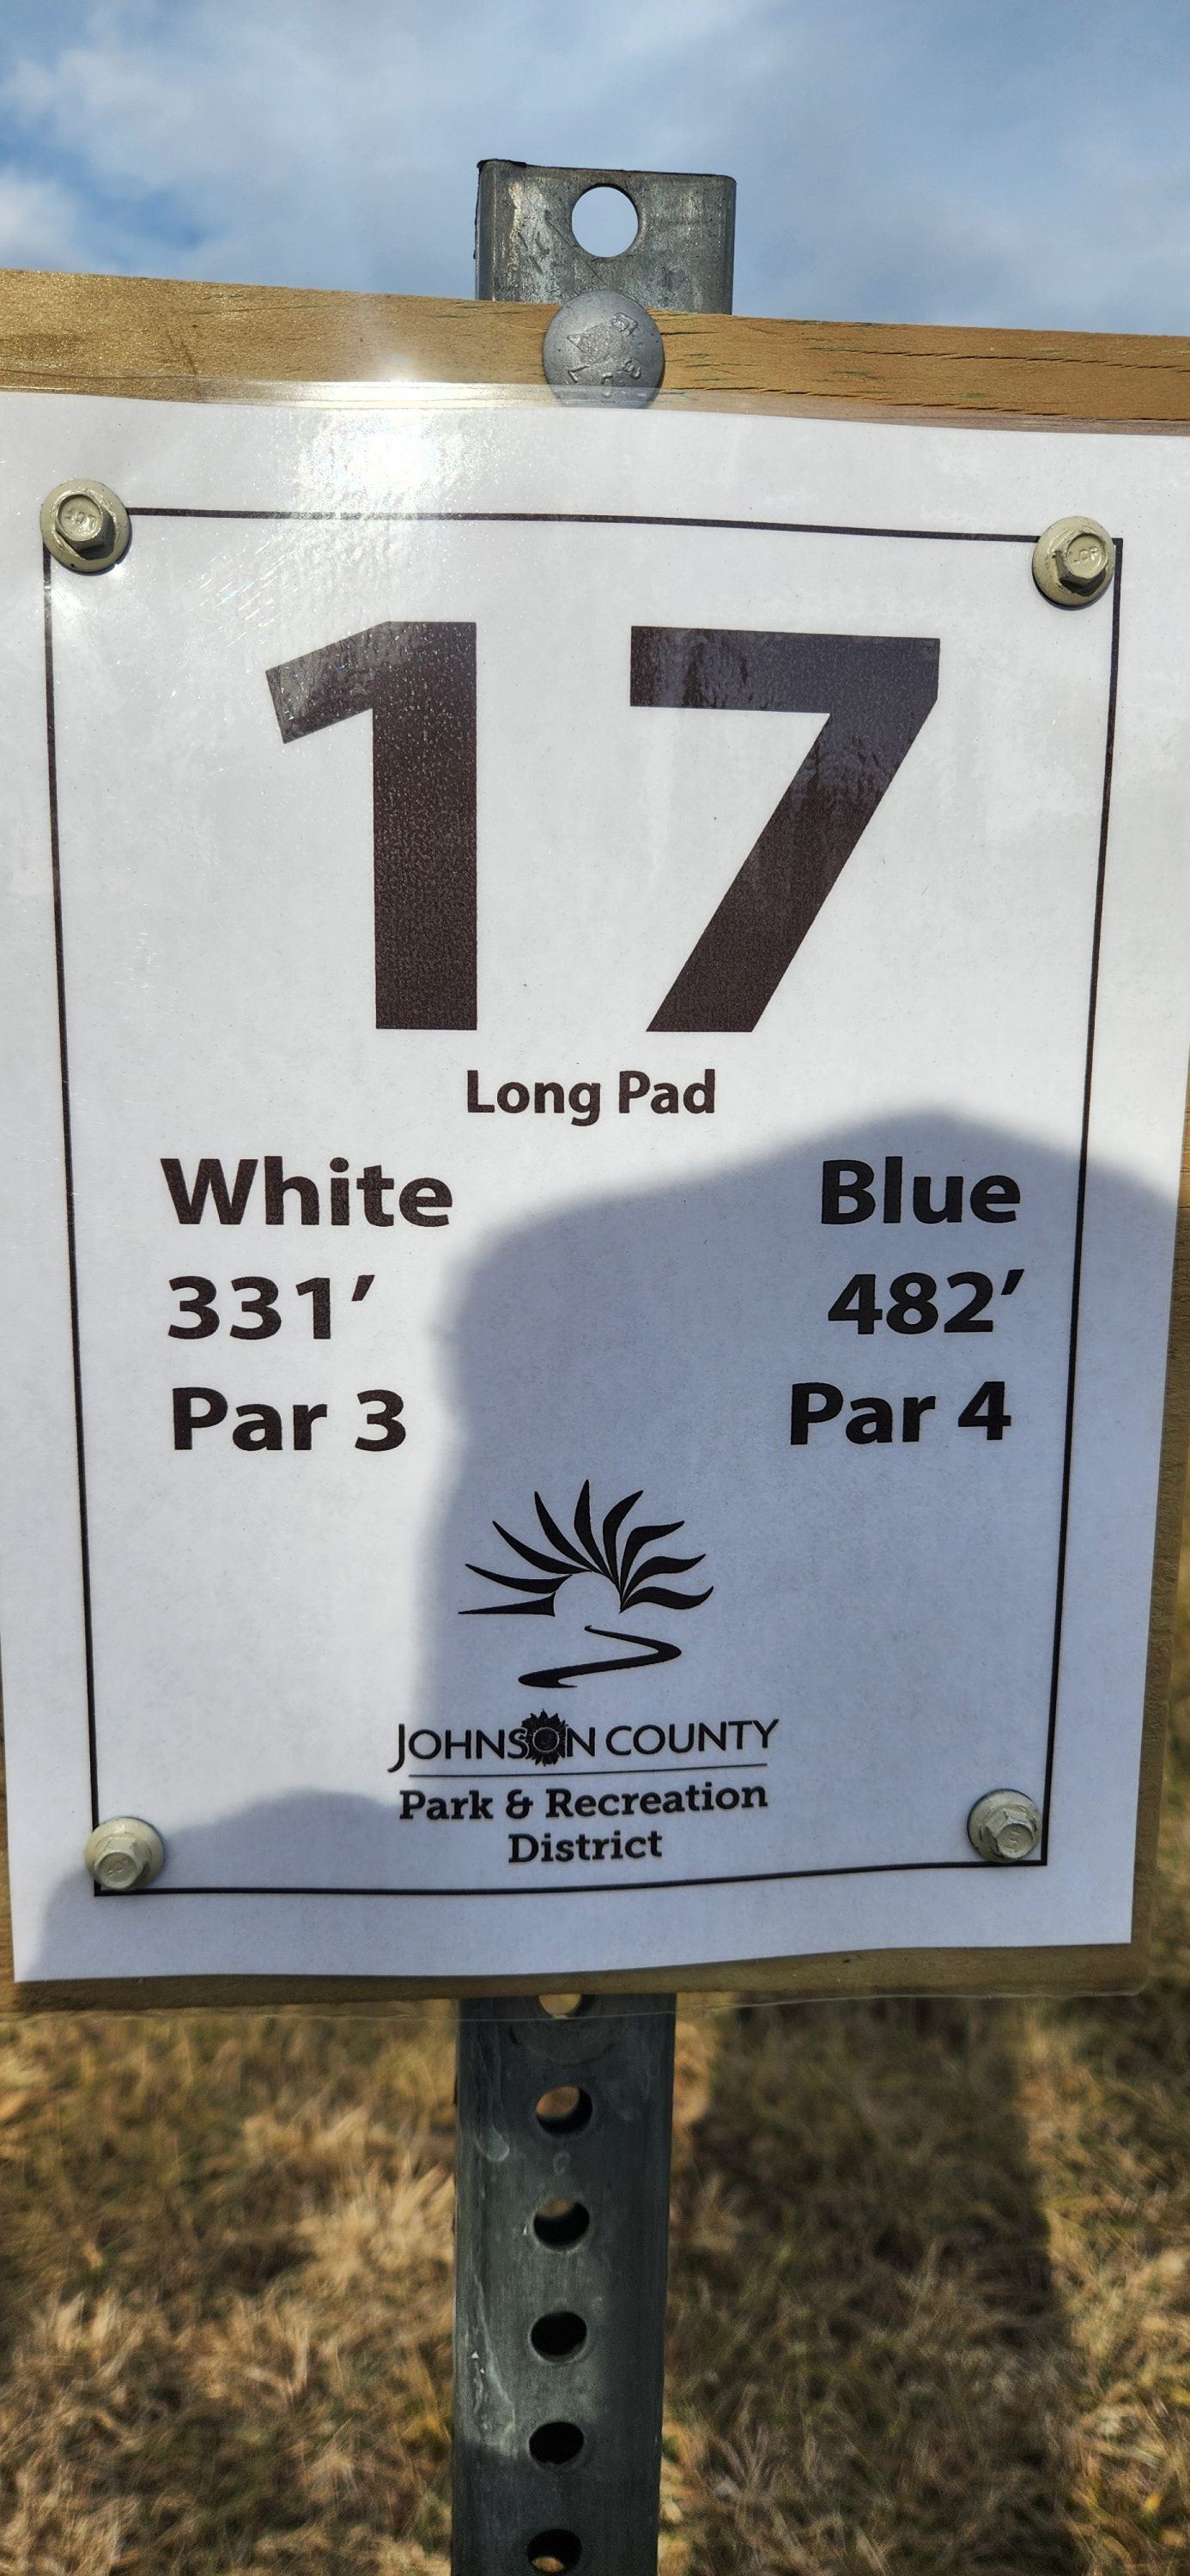 17
Long Pad
White
331’
Par 3
Blue
482’
Par 4
JOHNSON COUNTY
Park & Recreation
District